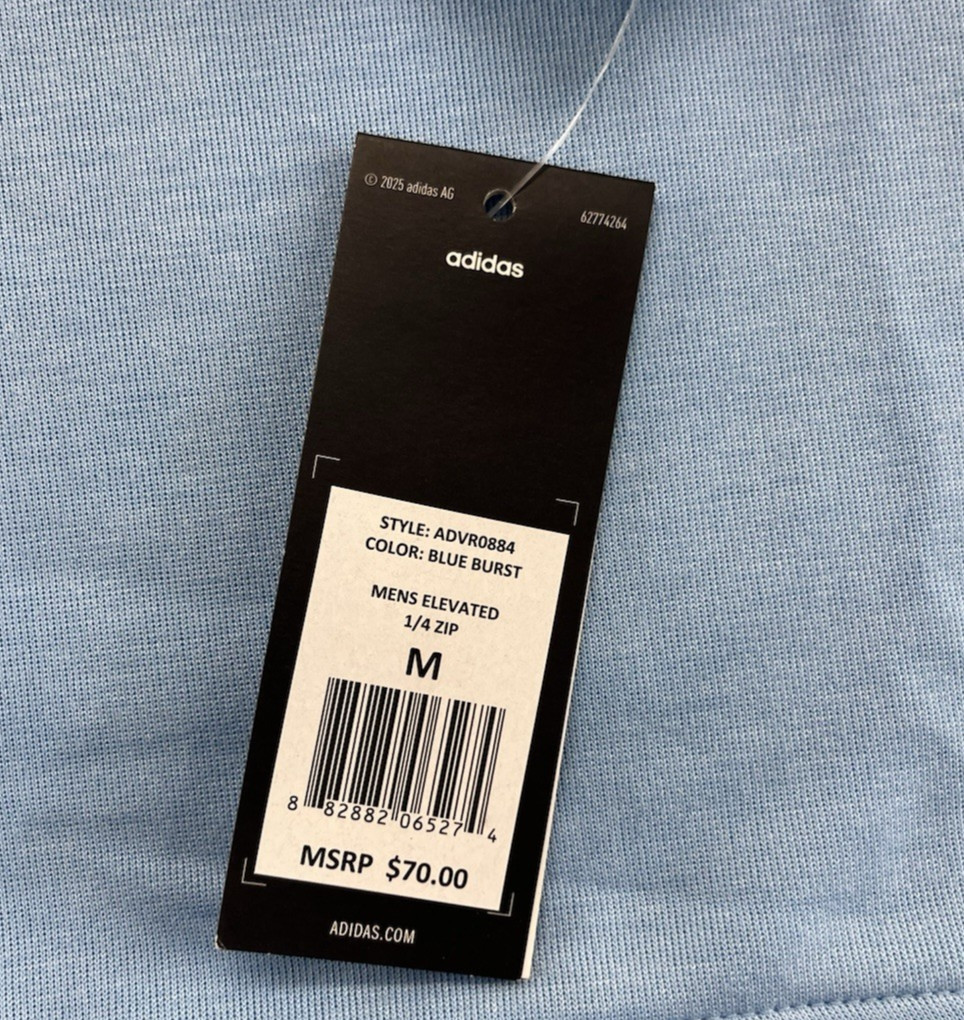 © 2025 adidas AG
62774264
adidas
STYLE: ADVR0884
COLOR: BLUE BURST
MENS ELEVATED
1/4 ZIP
M
8 82882 06527 4
MSRP $70.00
ADIDAS.COM